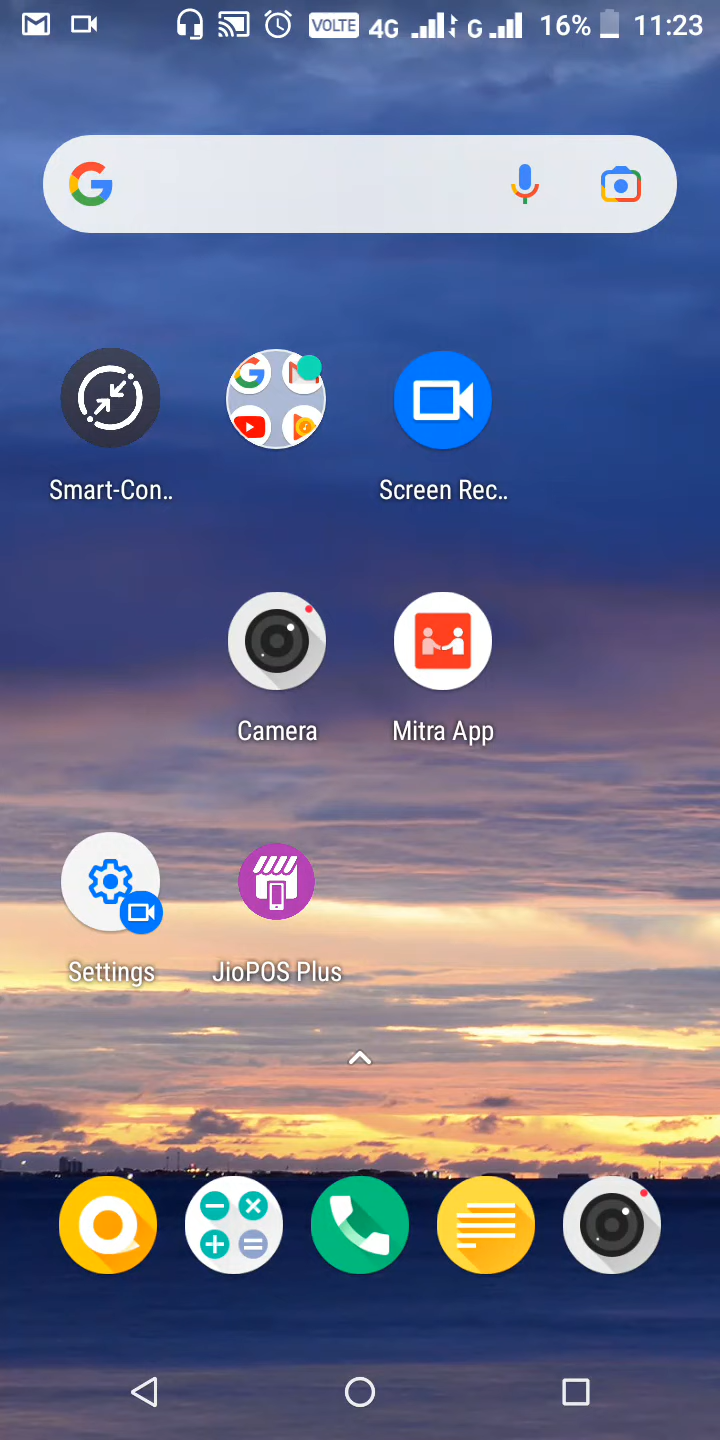 VOLTE 4G G 16% 11:23
Smart-Con..
Screen Rec..
Camera
Mitra App
Settings
JioPOS Plus